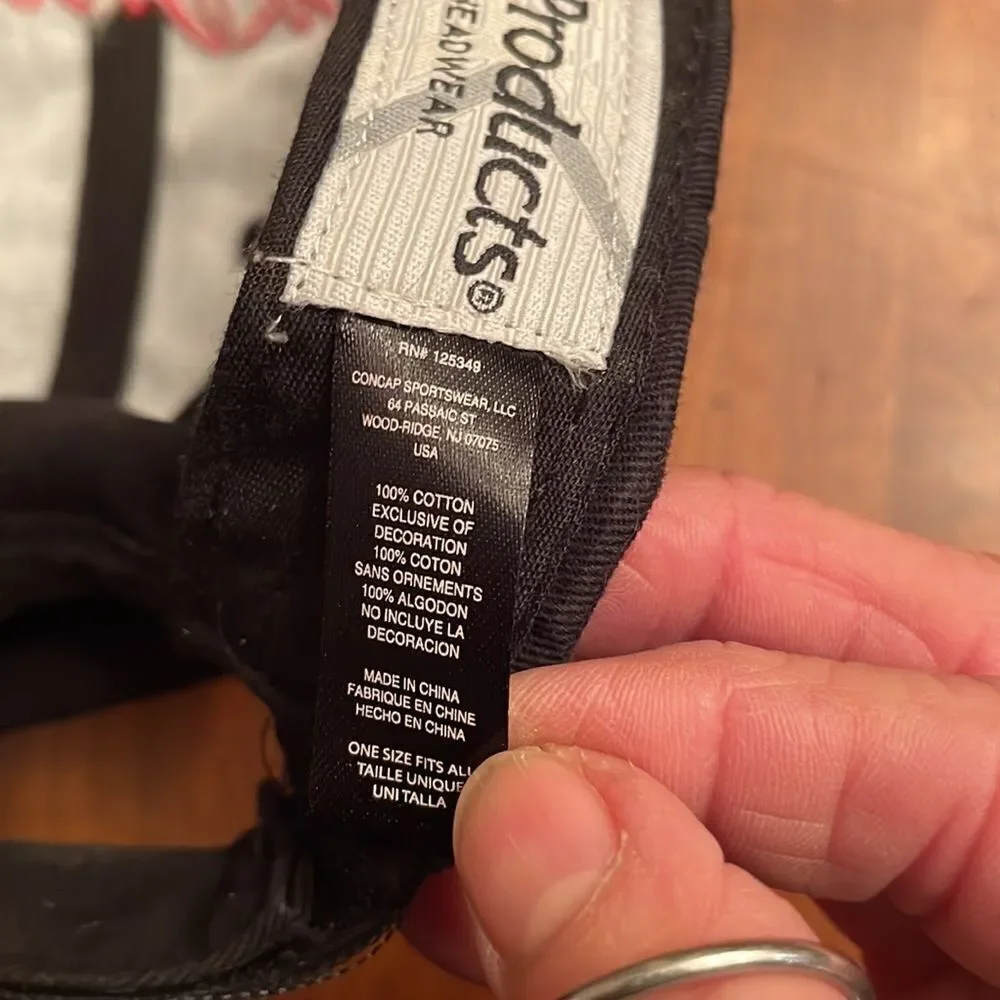 Products®
HEADWEAR
RN# 125349
CONCAP SPORTSWEAR, LLC
64 PASSAIC ST
WOOD-RIDGE, NJ 07075
USA
100% COTTON
EXCLUSIVE OF
DECORATION
100% COTON
SANS ORNEMENTS
100% ALGODON
NO INCLUYE LA
DECORACION
MADE IN CHINA
FABRIQUE EN CHINE
HECHO EN CHINA
ONE SIZE FITS ALL
TAILLE UNIQUE
UNI TALLA